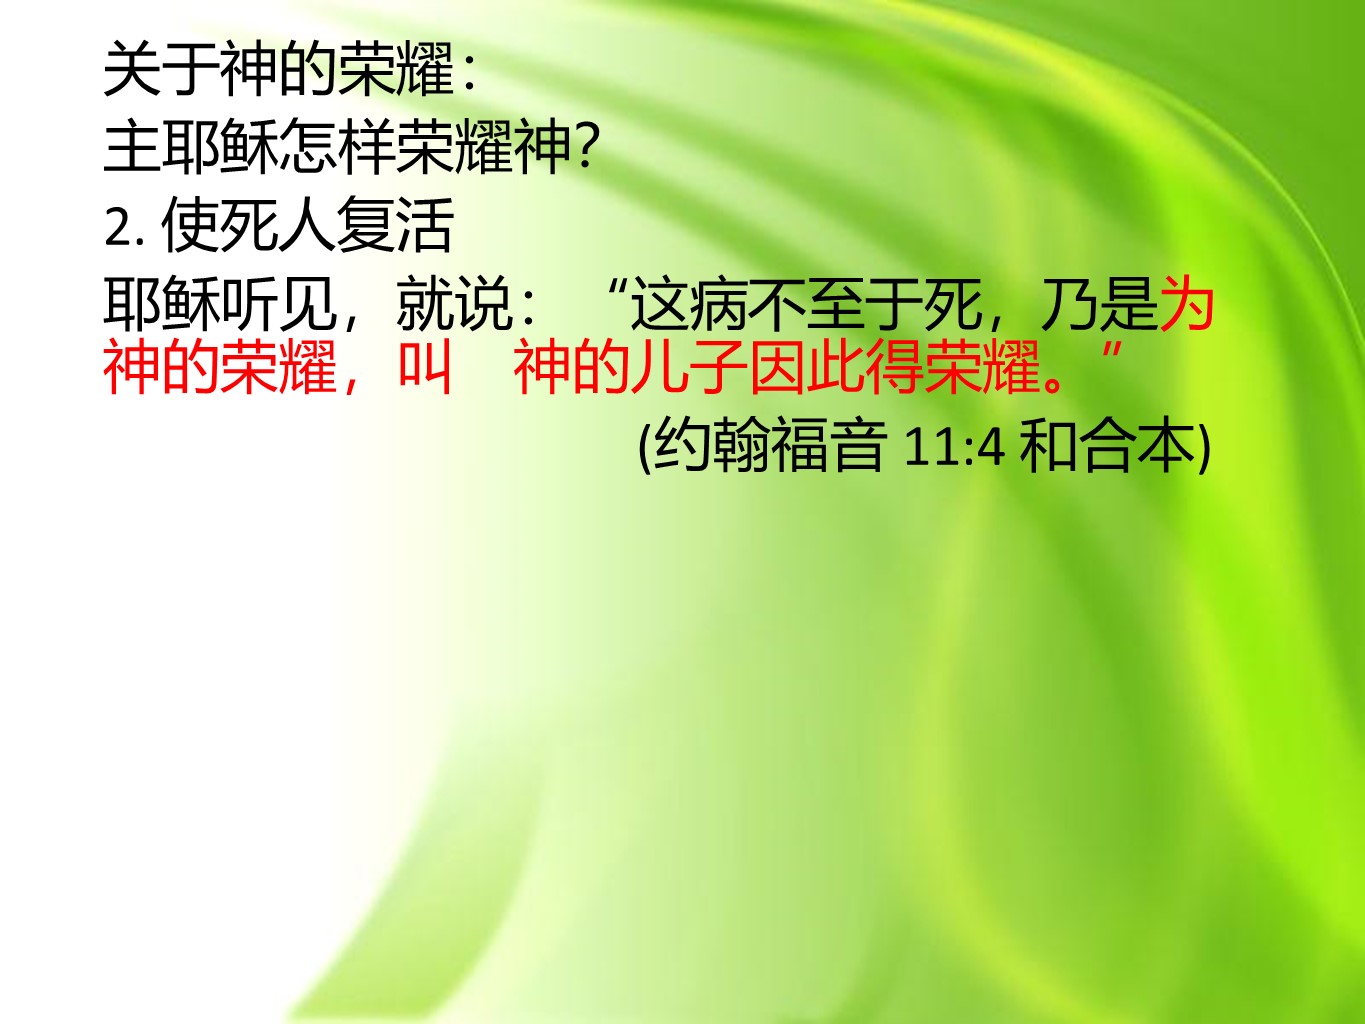 关于神的荣耀：
主耶稣怎样荣耀神？
2. 使死人复活
耶稣听见，就说：“这病不至于死，乃是为
神的荣耀，叫　神的儿子因此得荣耀。”
(约翰福音 11:4 和合本)